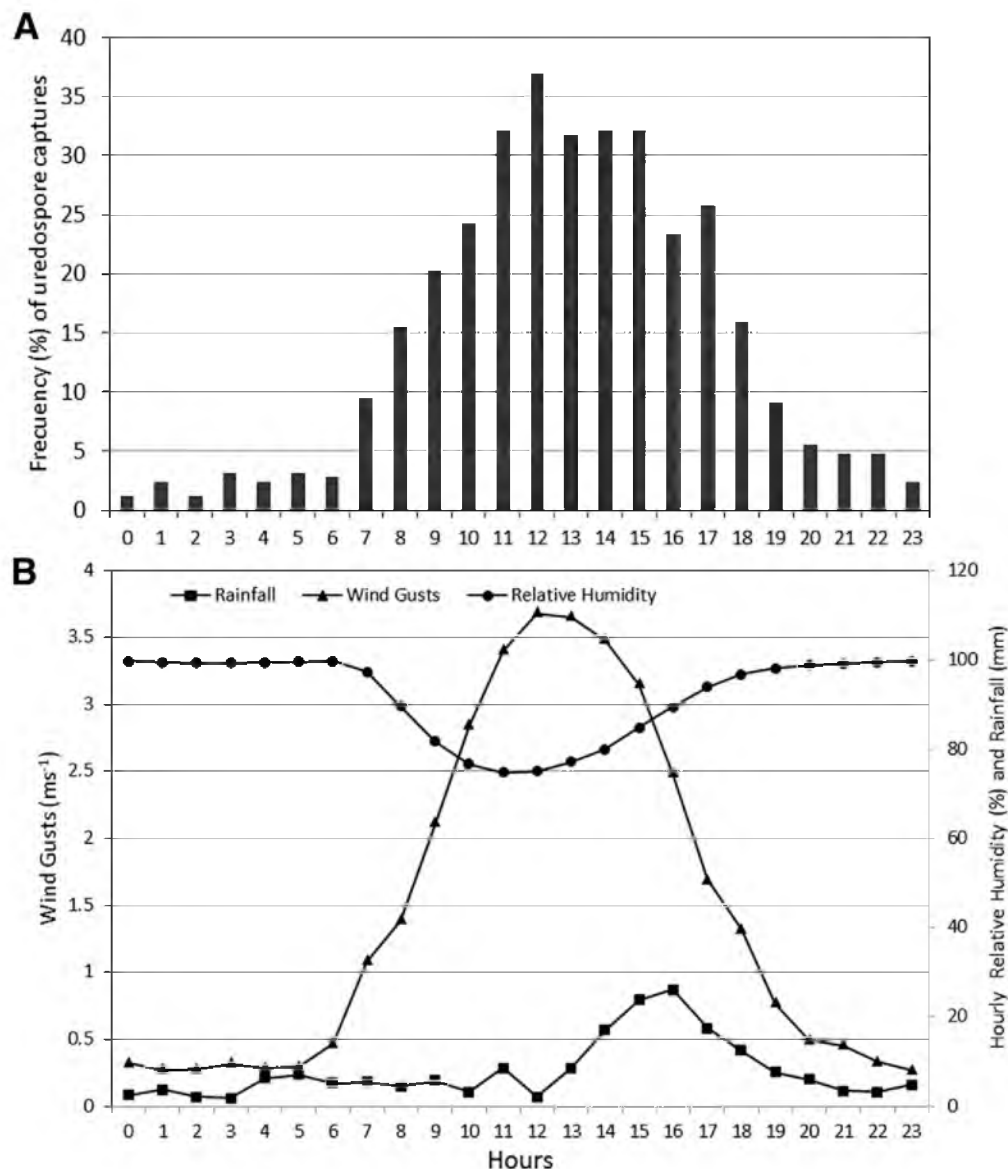 A
Frecuency (%) of uredospore captures
40
35
30
25
20
15
10
5
0
0 1 2 3 4 5 6 7 8 9 10 11 12 13 14 15 16 17 18 19 20 21 22 23
B
Rainfall Wind Gusts Relative Humidity
Wind Gusts (ms-1)
4
3.5
3
2.5
2
1.5
1
0.5
0
120
100
80
60
40
20
0
Hourly Relative Humidity (%) and Rainfall (mm)
0 1 2 3 4 5 6 7 8 9 10 11 12 13 14 15 16 17 18 19 20 21 22 23
Hours